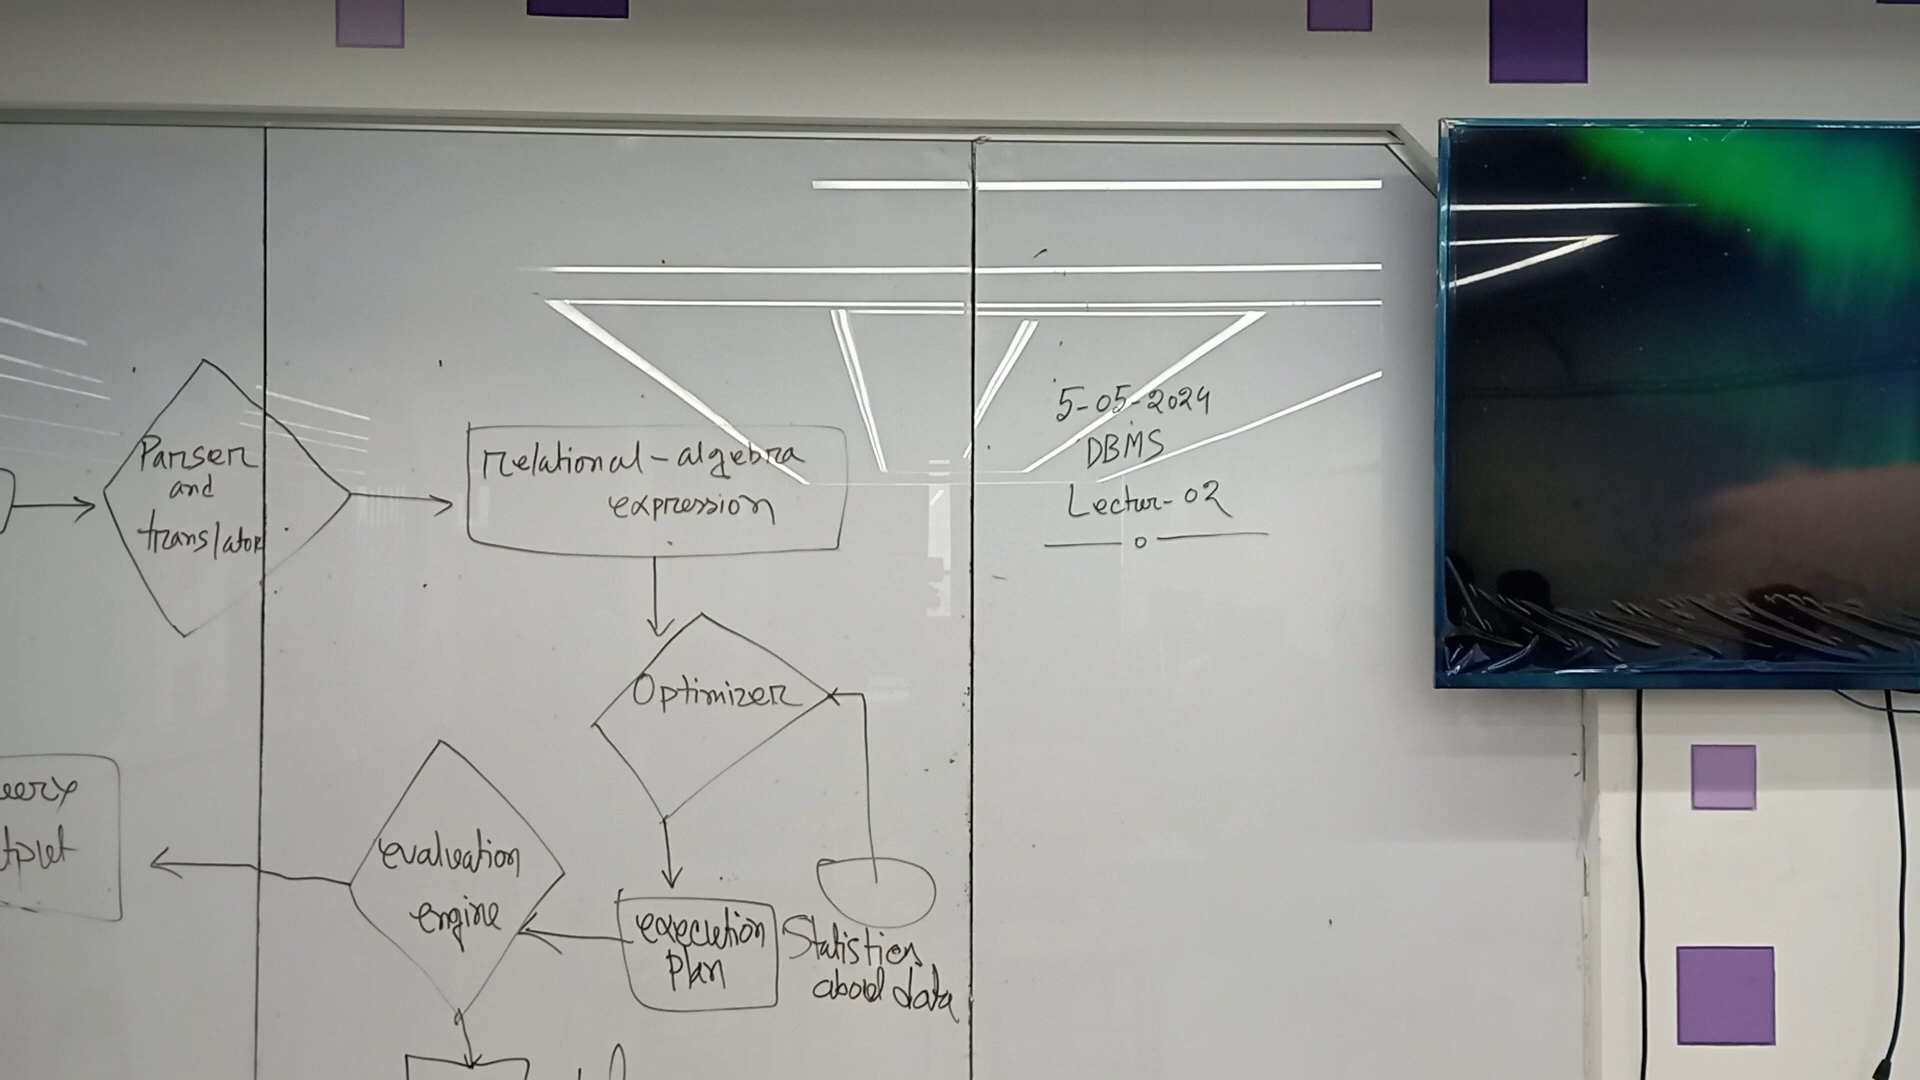 Parser
and
translator
relational-algebra
expression
5-05-2024
DBMS
Lectur-02
Optimizer
evaluation
engine
execution
plan
Statistics
about data